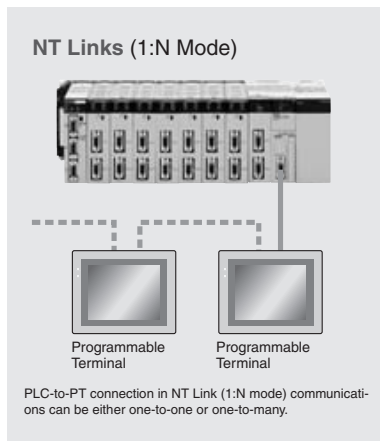 NT Links (1:N Mode)
Programmable
Terminal
Programmable
Terminal
PLC-to-PT connection in NT Link (1:N mode) communicati-
ons can be either one-to-one or one-to-many.